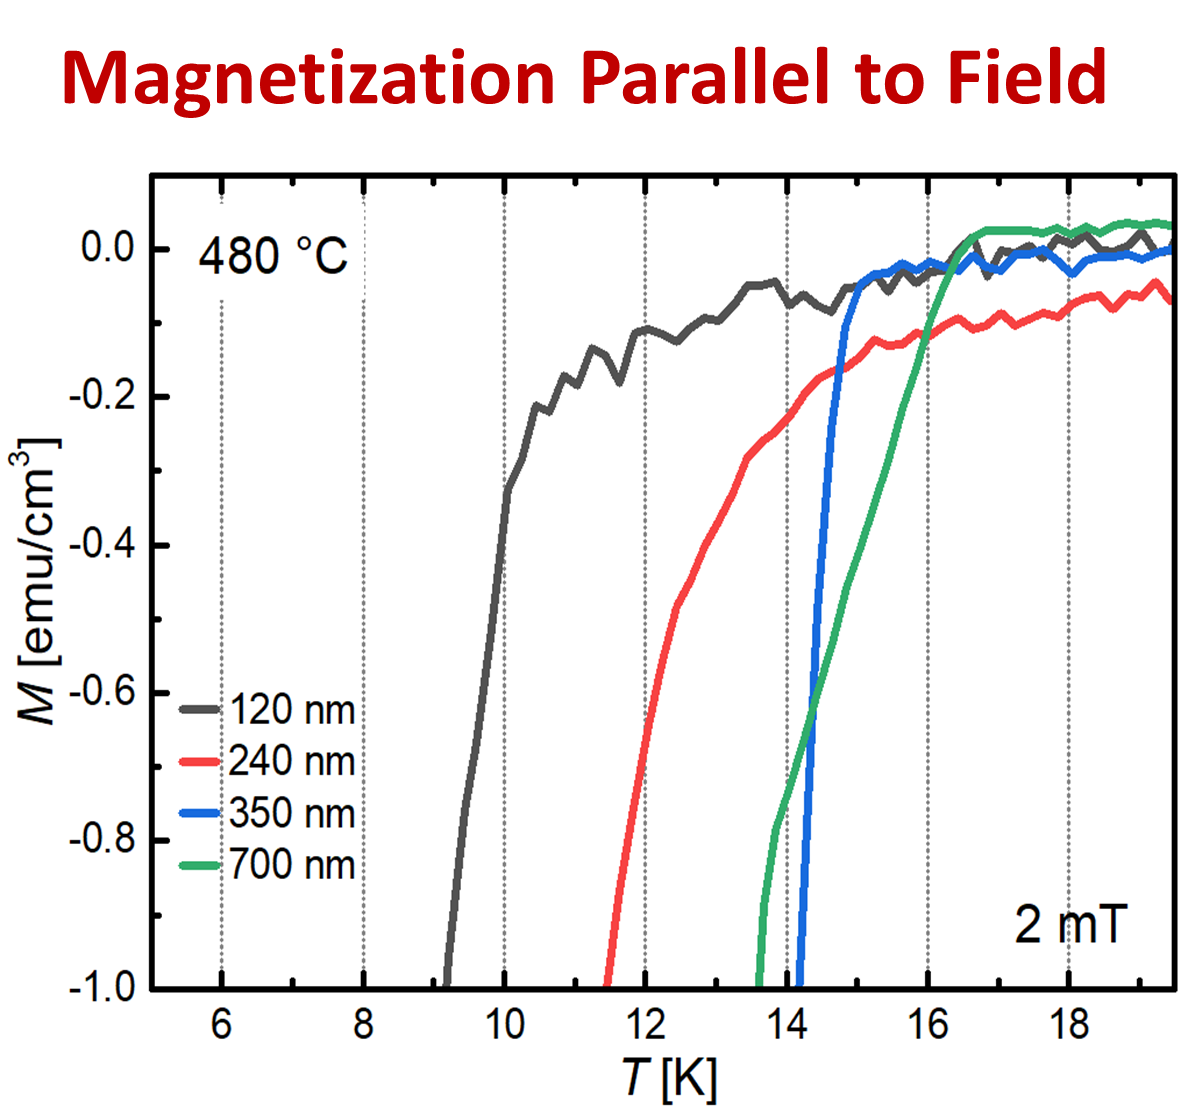 Magnetization Parallel to Field
480 °C
0.0
-0.2
-0.4
-0.6
-0.8
-1.0
M [emu/cm³]
120 nm
240 nm
350 nm
700 nm
2 mT
6 8 10 12 14 16 18
T [K]